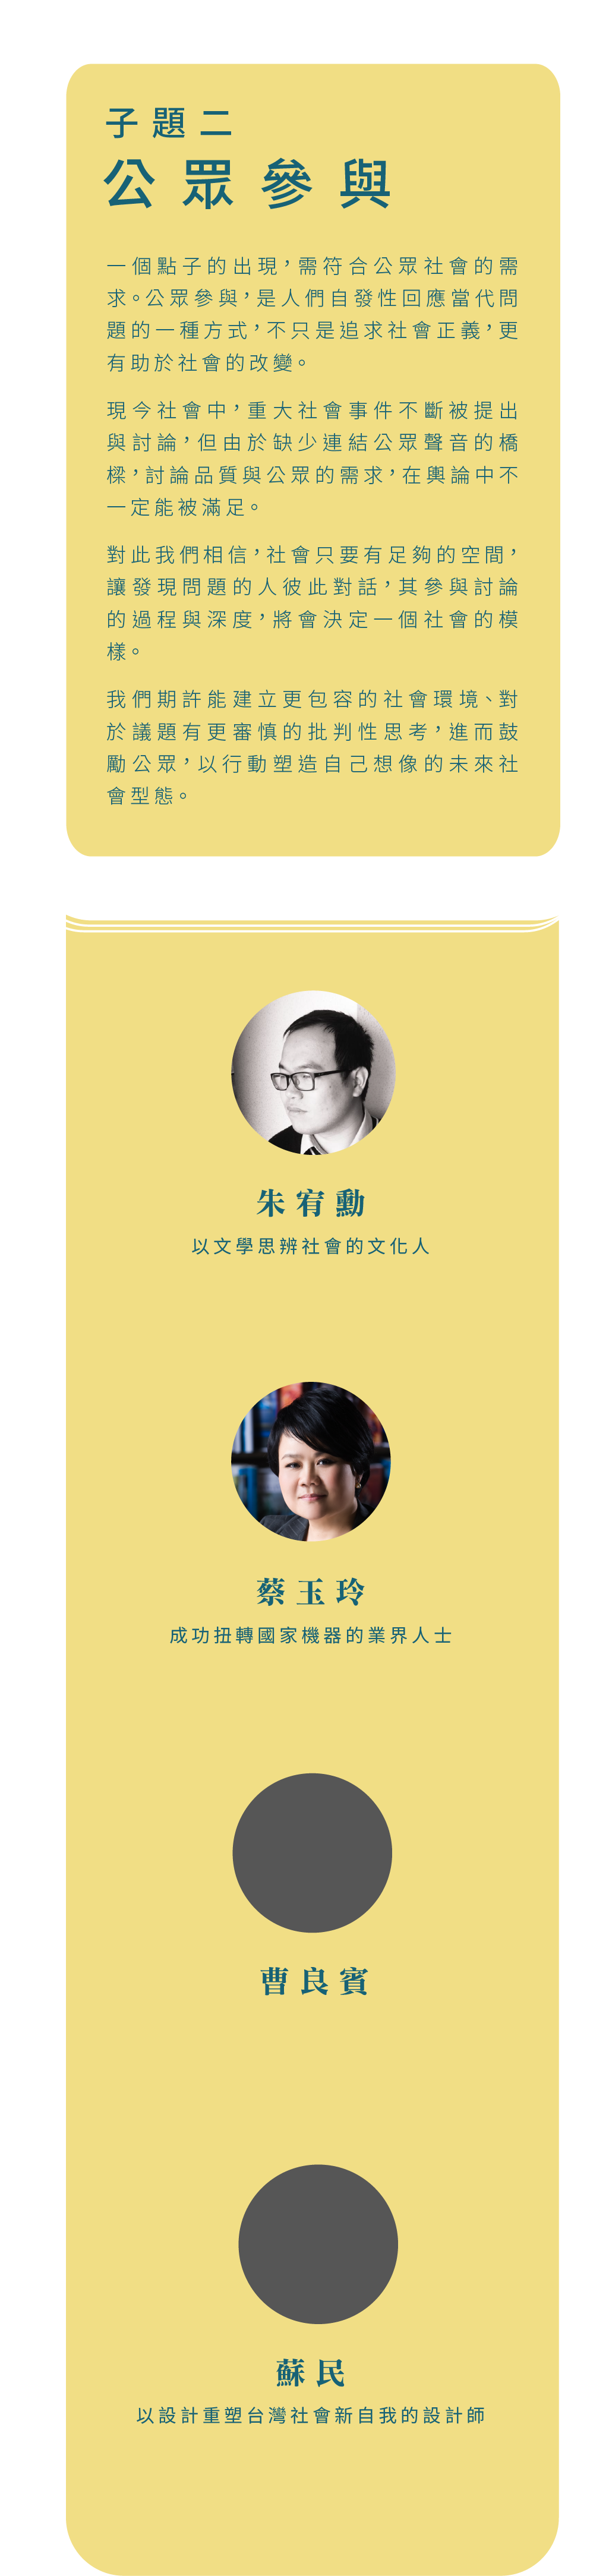 子題二
公眾參與
一個點子的出現，需符合公眾社會的需
求。公眾參與，是人們自發性回應當代問
題的一種方式，不只是追求社會正義，更
有助於社會的改變。
現今社會中，重大社會事件不斷被提出
與討論，但由於缺少連結公眾聲音的橋
樑，討論品質與公眾的需求，在輿論中不
一定能被滿足。
對此我們相信，社會只要有足夠的空間，
讓發現問題的人彼此對話，其參與討論
的過程與深度，將會決定一個社會的模
樣。
我們期許能建立更包容的社會環境、對
於議題有更審慎的批判性思考，進而鼓
勵公眾，以行動塑造自己想像的未來社
會型態。
朱宥勳
以文學思辨社會的文化人
蔡玉玲
成功扭轉國家機器的業界人士
曹良賓
蘇民
以設計重塑台灣社會新自我的設計師